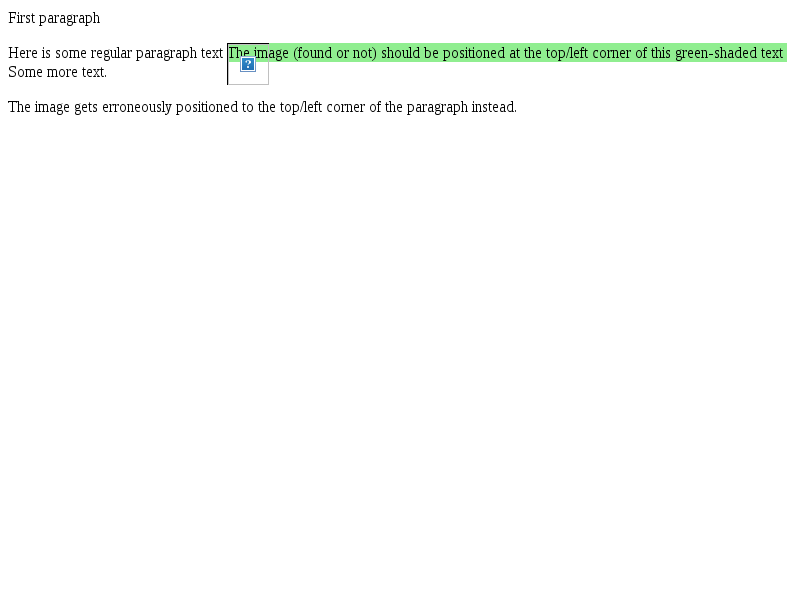 First paragraph
Here is some regular paragraph text The image (found or not) should be positioned at the top/left corner of this green-shaded text
Some more text.
The image gets erroneously positioned to the top/left corner of the paragraph instead.